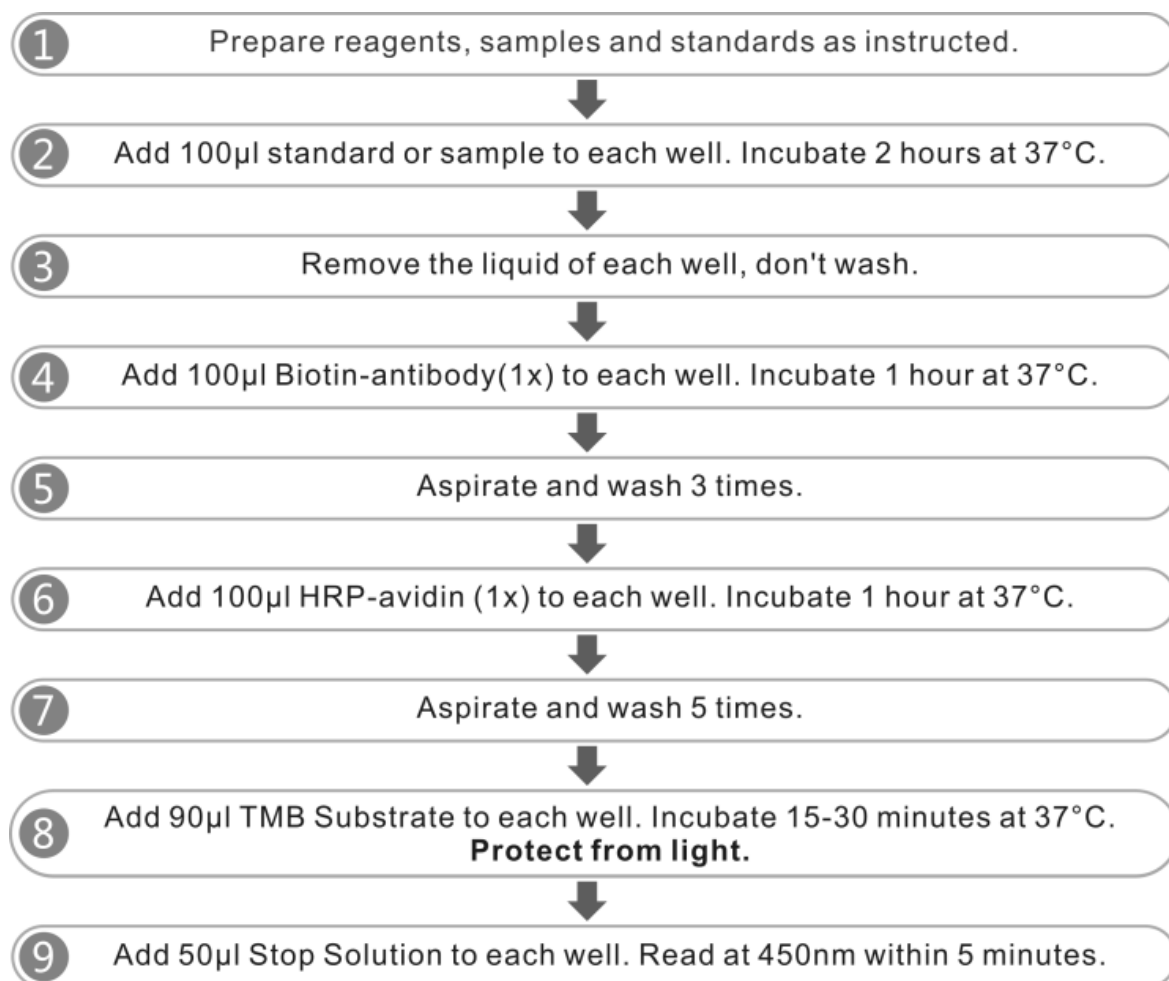 1 Prepare reagents, samples and standards as instructed.
2 Add 100μl standard or sample to each well. Incubate 2 hours at 37°C.
3 Remove the liquid of each well, don't wash.
4 Add 100μl Biotin-antibody(1x) to each well. Incubate 1 hour at 37°C.
5 Aspirate and wash 3 times.
6 Add 100μl HRP-avidin (1x) to each well. Incubate 1 hour at 37°C.
7 Aspirate and wash 5 times.
8 Add 90μl TMB Substrate to each well. Incubate 15-30 minutes at 37°C.
Protect from light.
9 Add 50μl Stop Solution to each well. Read at 450nm within 5 minutes.